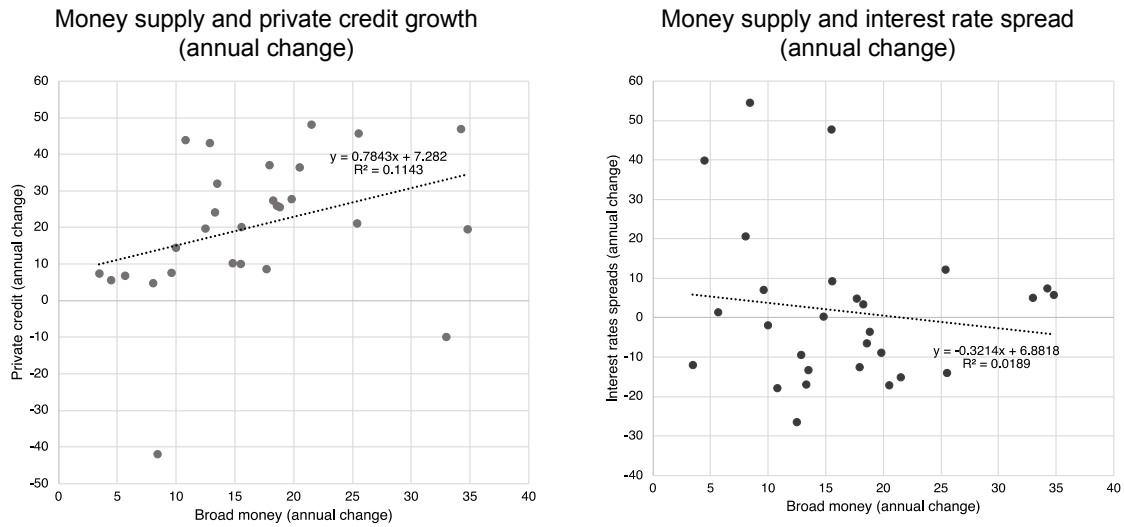 Money supply and private credit growth
(annual change)
60
50
40
30
20
10
0
-10
-20
-30
-40
-50
Private credit (annual change)
y = 0.7843x + 7.282
R² = 0.1143
0 5 10 15 20 25 30 35 40
Broad money (annual change)
Money supply and interest rate spread
(annual change)
60
50
40
30
20
10
0
-10
-20
-30
-40
Interest rates spreads (annual change)
y = -0.3214x + 6.8818
R² = 0.0189
0 5 10 15 20 25 30 35 40
Broad money (annual change)